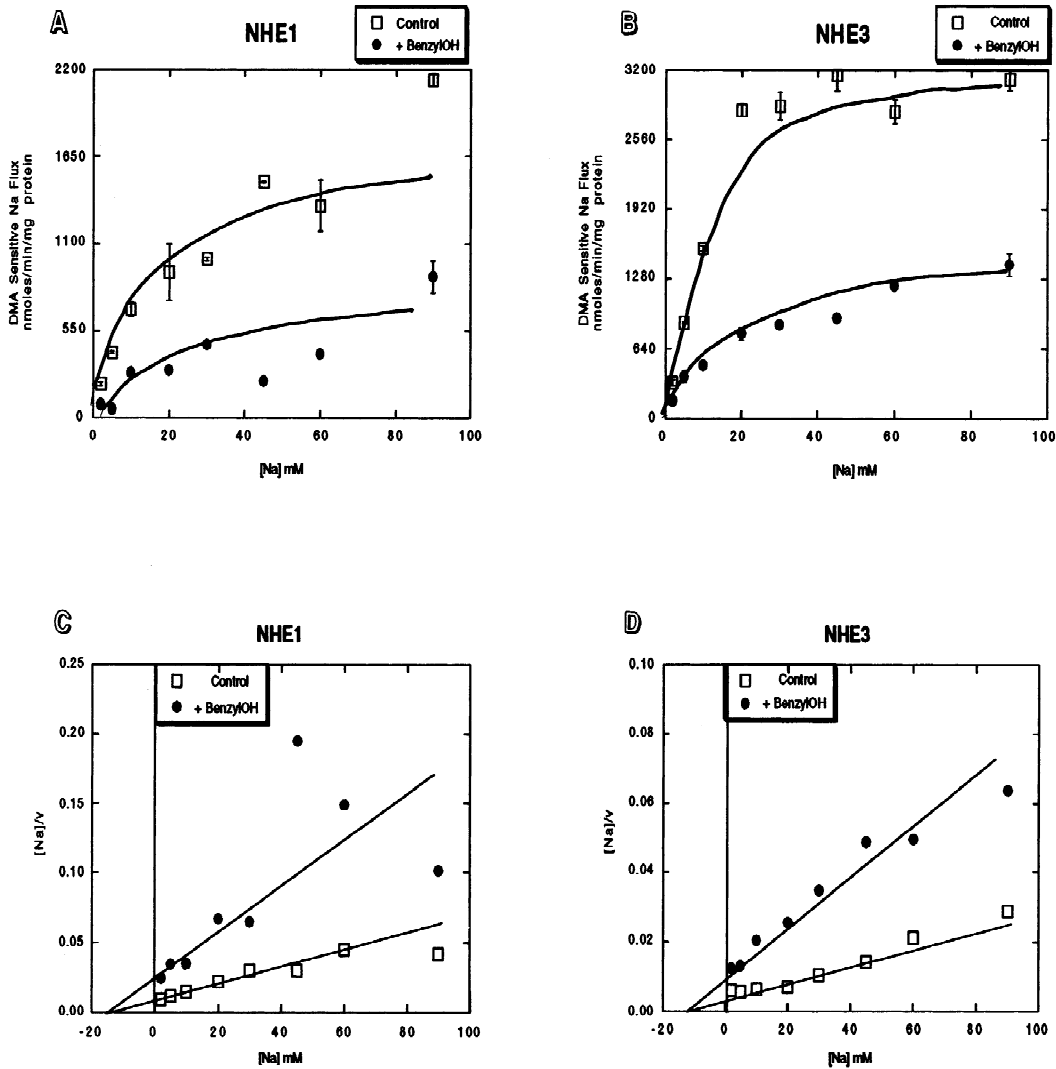 A
NHE1
Control
+ BenzylOH
2200
1650
1100
550
0
DMA Sensitive Na Flux
nmoles/min/mg protein
0 20 40 60 80 100
[Na] mM
B
NHE3
Control
+ BenzylOH
3200
2560
1920
1280
640
0
DMA Sensitive Na Flux
nmoles/min/mg protein
0 20 40 60 80 100
[Na] mM
C
NHE1
Control
+ BenzylOH
0.25
0.20
0.15
0.10
0.05
0.00
[Na]/v
-20 0 20 40 60 80 100
[Na] mM
D
NHE3
Control
+ BenzylOH
0.10
0.08
0.06
0.04
0.02
0.00
[Na]/v
-20 0 20 40 60 80 100
[Na] mM